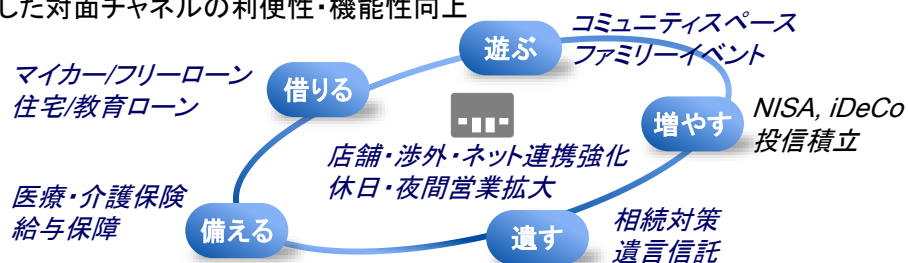 した対面チャネルの利便性・機能性向上
コミュニティスペース
ファミリーイベント
遊ぶ
マイカー/フリーローン
住宅/教育ローン
借りる
増やす
NISA, iDeCo
投信積立
店舗・渉外・ネット連携強化
休日・夜間営業拡大
医療・介護保険
給与保障
備える
遺す
相続対策
遺言信託